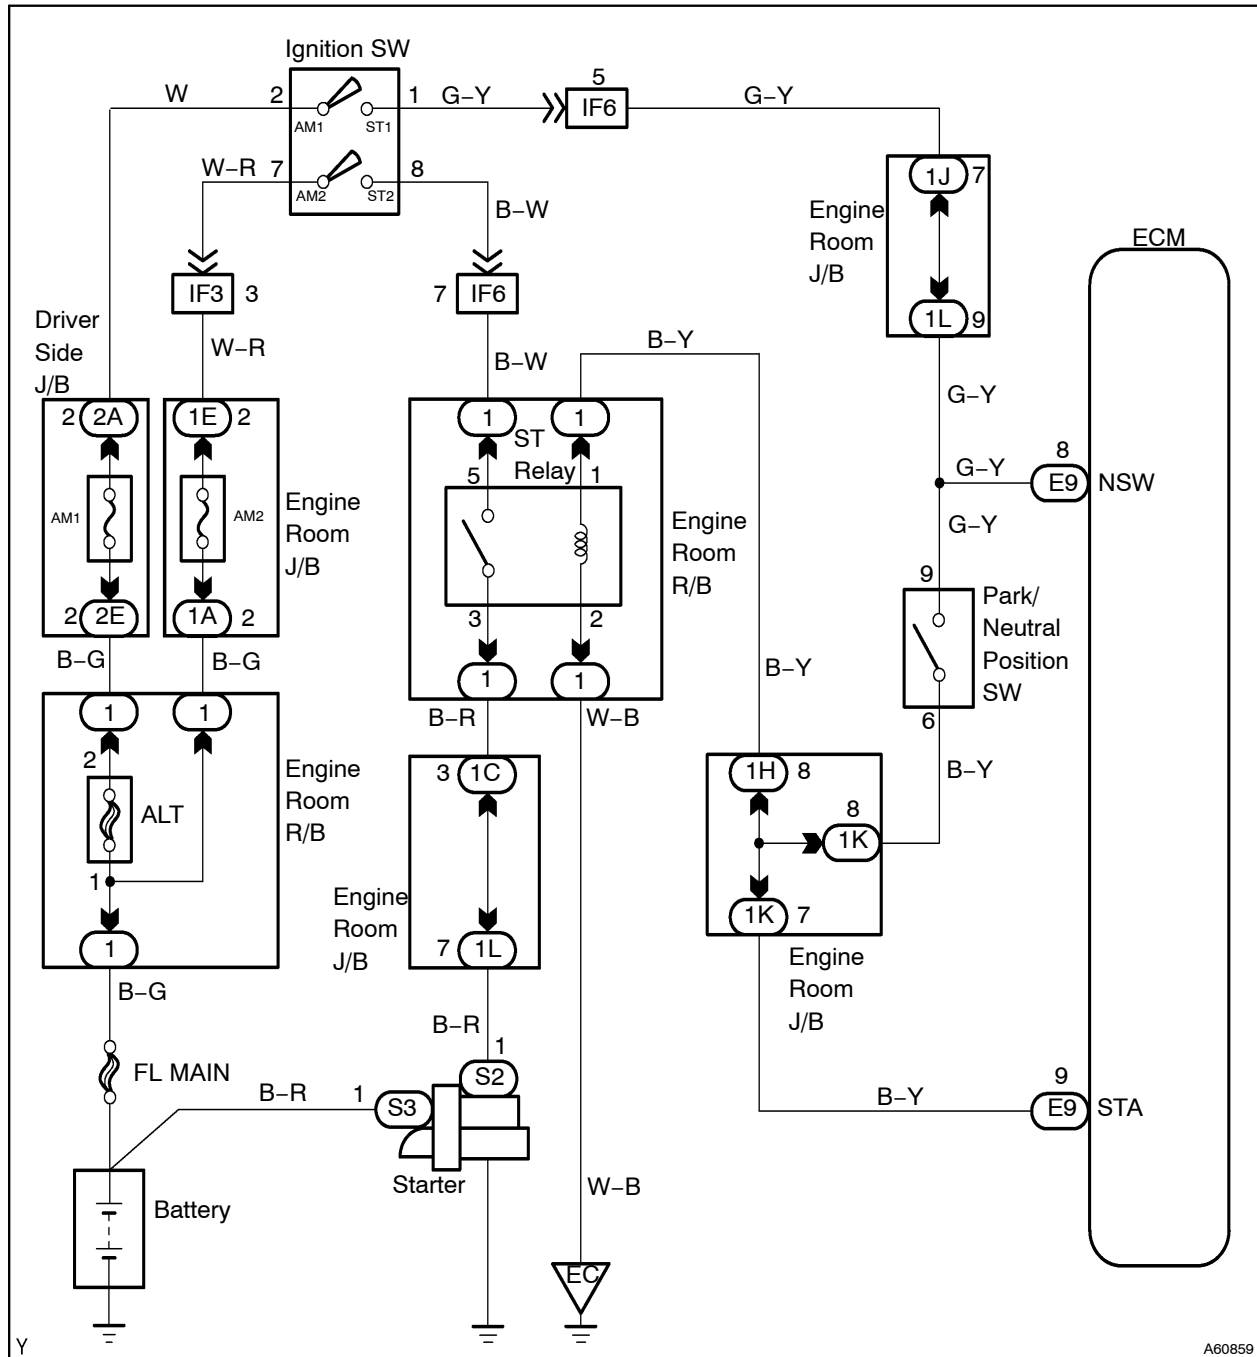 Ignition SW
W
2
1
G–Y
5
IF6
G–Y
AM1
ST1
W–R
7
8
AM2
ST2
B–W
1J
7
Engine
Room
J/B
1L
9
ECM
IF3
3
7
IF6
Driver
Side
J/B
W–R
B–W
B–Y
G–Y
2
2A
1E
2
1
1
ST
Relay
5
1
G–Y
8
E9
NSW
AM1
AM2
Engine
Room
J/B
Engine
Room
R/B
G–Y
9
Park/
Neutral
Position
SW
6
2
2E
1A
2
3
2
B–G
B–G
1
1
B–Y
1
1
B–R
W–B
2
ALT
1
Engine
Room
R/B
3
1C
1H
8
B–Y
8
1K
1K
7
Engine
Room
J/B
1
Engine
Room
J/B
7
1L
B–G
B–R
1
S2
FL MAIN
B–R
1
S3
B–Y
9
E9
STA
Starter
Battery
W–B
EC
Y
A60859